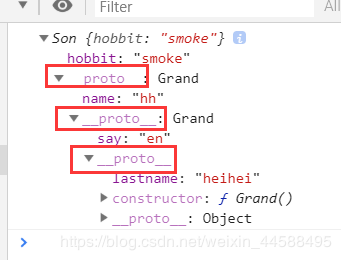 Filter All
Son {hobbit: "smoke"} i
hobbit: "smoke"
__proto__: Grand
name: "hh"
__proto__: Grand
say: "en"
__proto__:
lastname: "heihei"
constructor: ƒ Grand()
__proto__: Object
https://blog.csdn.net/weixin_44588495